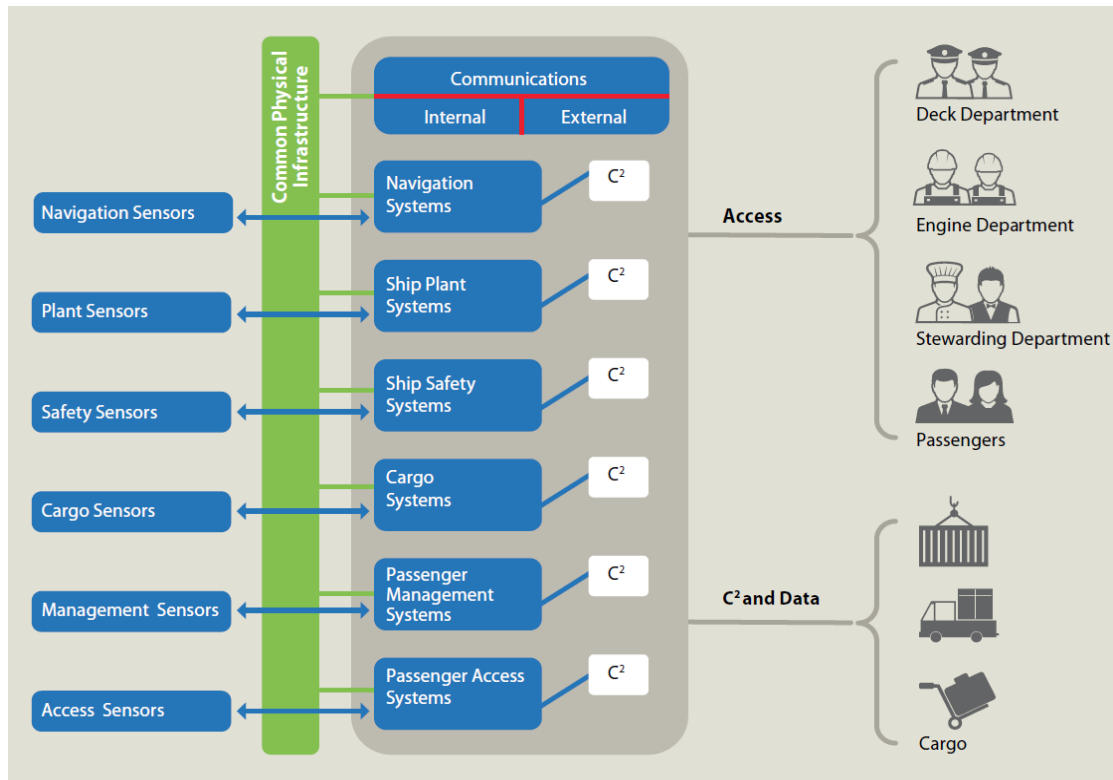 Common Physical
Infrastructure
Communications
Internal
External
Navigation Sensors
Navigation
Systems
C²
Plant Sensors
Ship Plant
Systems
C²
Safety Sensors
Ship Safety
Systems
C²
Cargo Sensors
Cargo
Systems
C²
Management Sensors
Passenger
Management
Systems
C²
Access Sensors
Passenger Access
Systems
C²
Access
Deck Department
Engine Department
Stewarding Department
Passengers
C² and Data
Cargo